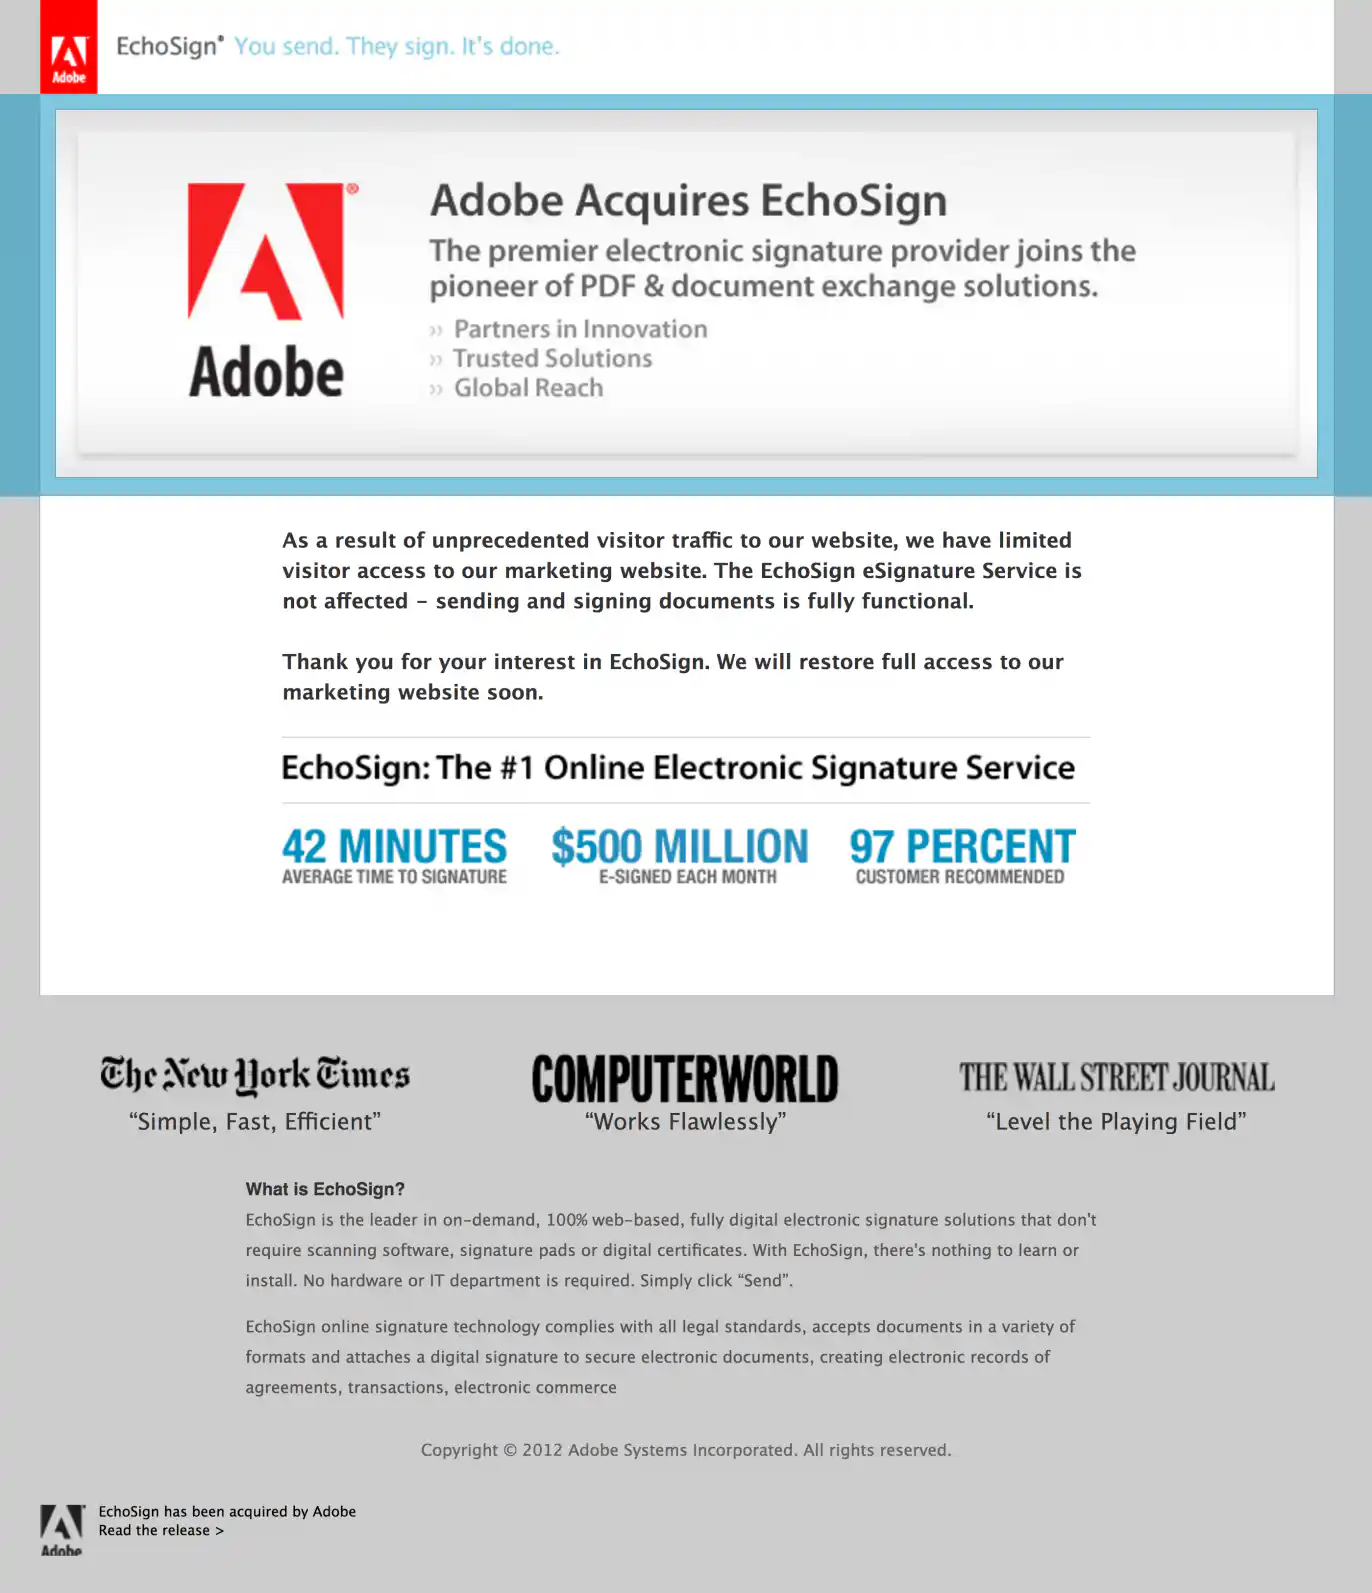 Adobe
EchoSign® You send. They sign. It's done.
Adobe Acquires EchoSign
The premier electronic signature provider joins the
pioneer of PDF & document exchange solutions.
›› Partners in Innovation
›› Trusted Solutions
›› Global Reach
®
Adobe
As a result of unprecedented visitor traffic to our website, we have limited
visitor access to our marketing website. The EchoSign eSignature Service is
not affected – sending and signing documents is fully functional.
Thank you for your interest in EchoSign. We will restore full access to our
marketing website soon.
EchoSign: The #1 Online Electronic Signature Service
42 MINUTES
AVERAGE TIME TO SIGNATURE
$500 MILLION
E-SIGNED EACH MONTH
97 PERCENT
CUSTOMER RECOMMENDED
The New York Times
“Simple, Fast, Efficient”
COMPUTERWORLD
“Works Flawlessly”
THE WALL STREET JOURNAL
“Level the Playing Field”
What is EchoSign?
EchoSign is the leader in on-demand, 100% web-based, fully digital electronic signature solutions that don't
require scanning software, signature pads or digital certificates. With EchoSign, there's nothing to learn or
install. No hardware or IT department is required. Simply click “Send”.
EchoSign online signature technology complies with all legal standards, accepts documents in a variety of
formats and attaches a digital signature to secure electronic documents, creating electronic records of
agreements, transactions, electronic commerce
Copyright © 2012 Adobe Systems Incorporated. All rights reserved.
Adobe
EchoSign has been acquired by Adobe
Read the release >